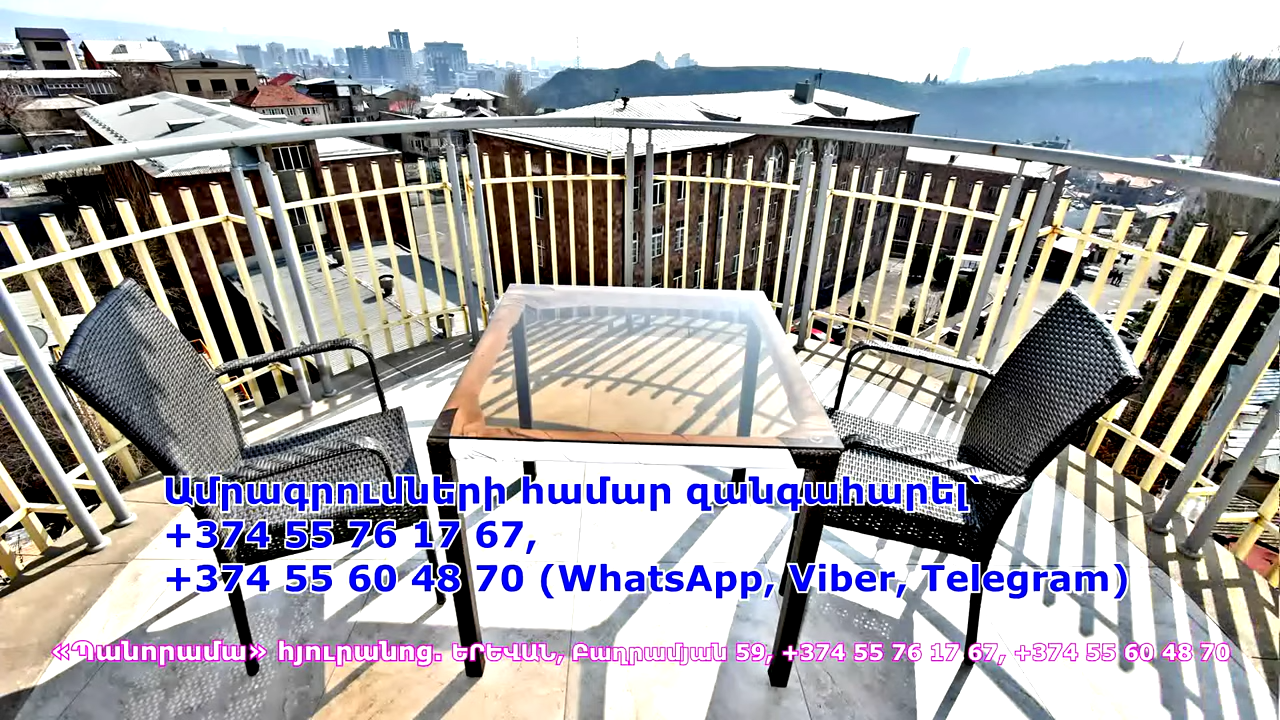 Ամրագրումների համար զանգահարել՝
+374 55 76 17 67,
+374 55 60 48 70 (WhatsApp, Viber, Telegram)
«Պանորամա» հյուրանոց. ԵՐԵՎԱՆ, Բաղրամյան 59, +374 55 76 17 67, +374 55 60 48 70